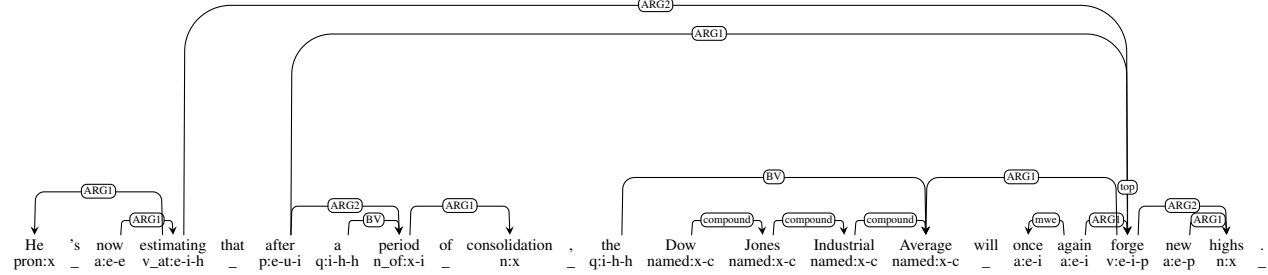 ARG2
ARG1
ARG1 ARG1 ARG2 BV ARG1 BV compound compound compound ARG1 mwe ARG1 top ARG2 ARG1
He 's now estimating that after a period of consolidation , the Dow Jones Industrial Average will once again forge new highs .
pron:x _ a:e-e v_at:e-i-h _ p:e-u-i q:i-h-h n_of:x-i _ n:x _ q:i-h-h named:x-c named:x-c named:x-c named:x-c _ a:e-i a:e-i v:e-i-p a:e-p n:x _